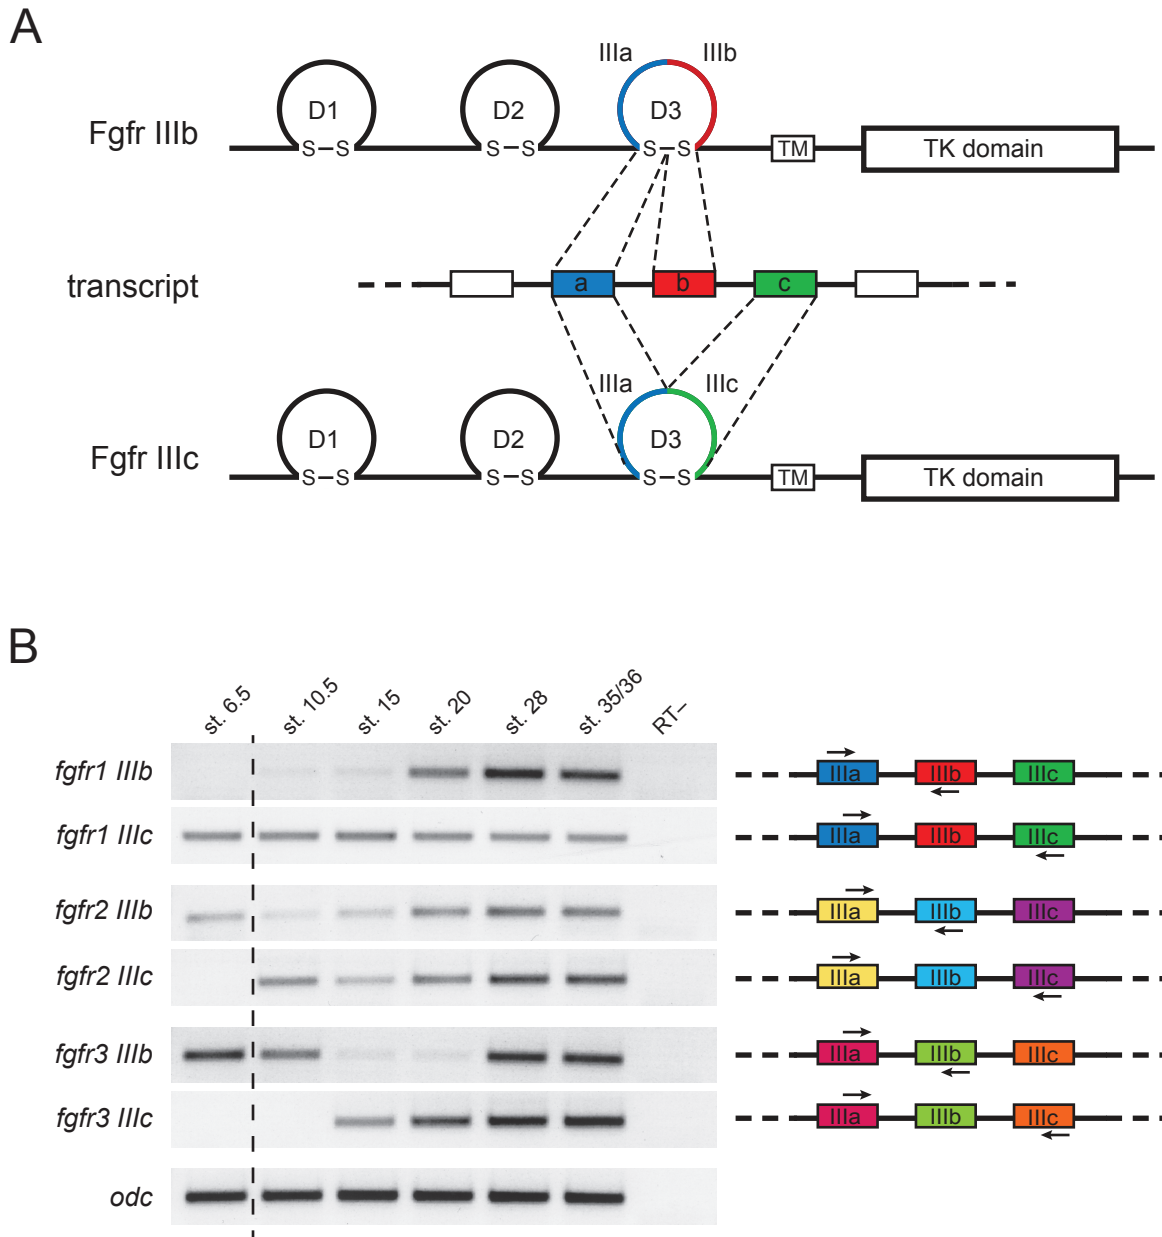 A
Fgfr IIIb
IIIa
IIIb
D1
D2
D3
S–S
S–S
S–S
TM
TK domain
transcript
a
b
c
Fgfr IIIc
IIIa
IIIc
D1
D2
D3
S–S
S–S
S–S
TM
TK domain
B
st. 6.5
st. 10.5
st. 15
st. 20
st. 28
st. 35/36
RT–
fgfr1 IIIb
IIIa
IIIb
IIIc
fgfr1 IIIc
IIIa
IIIb
IIIc
fgfr2 IIIb
IIIa
IIIb
IIIc
fgfr2 IIIc
IIIa
IIIb
IIIc
fgfr3 IIIb
IIIa
IIIb
IIIc
fgfr3 IIIc
IIIa
IIIb
IIIc
odc